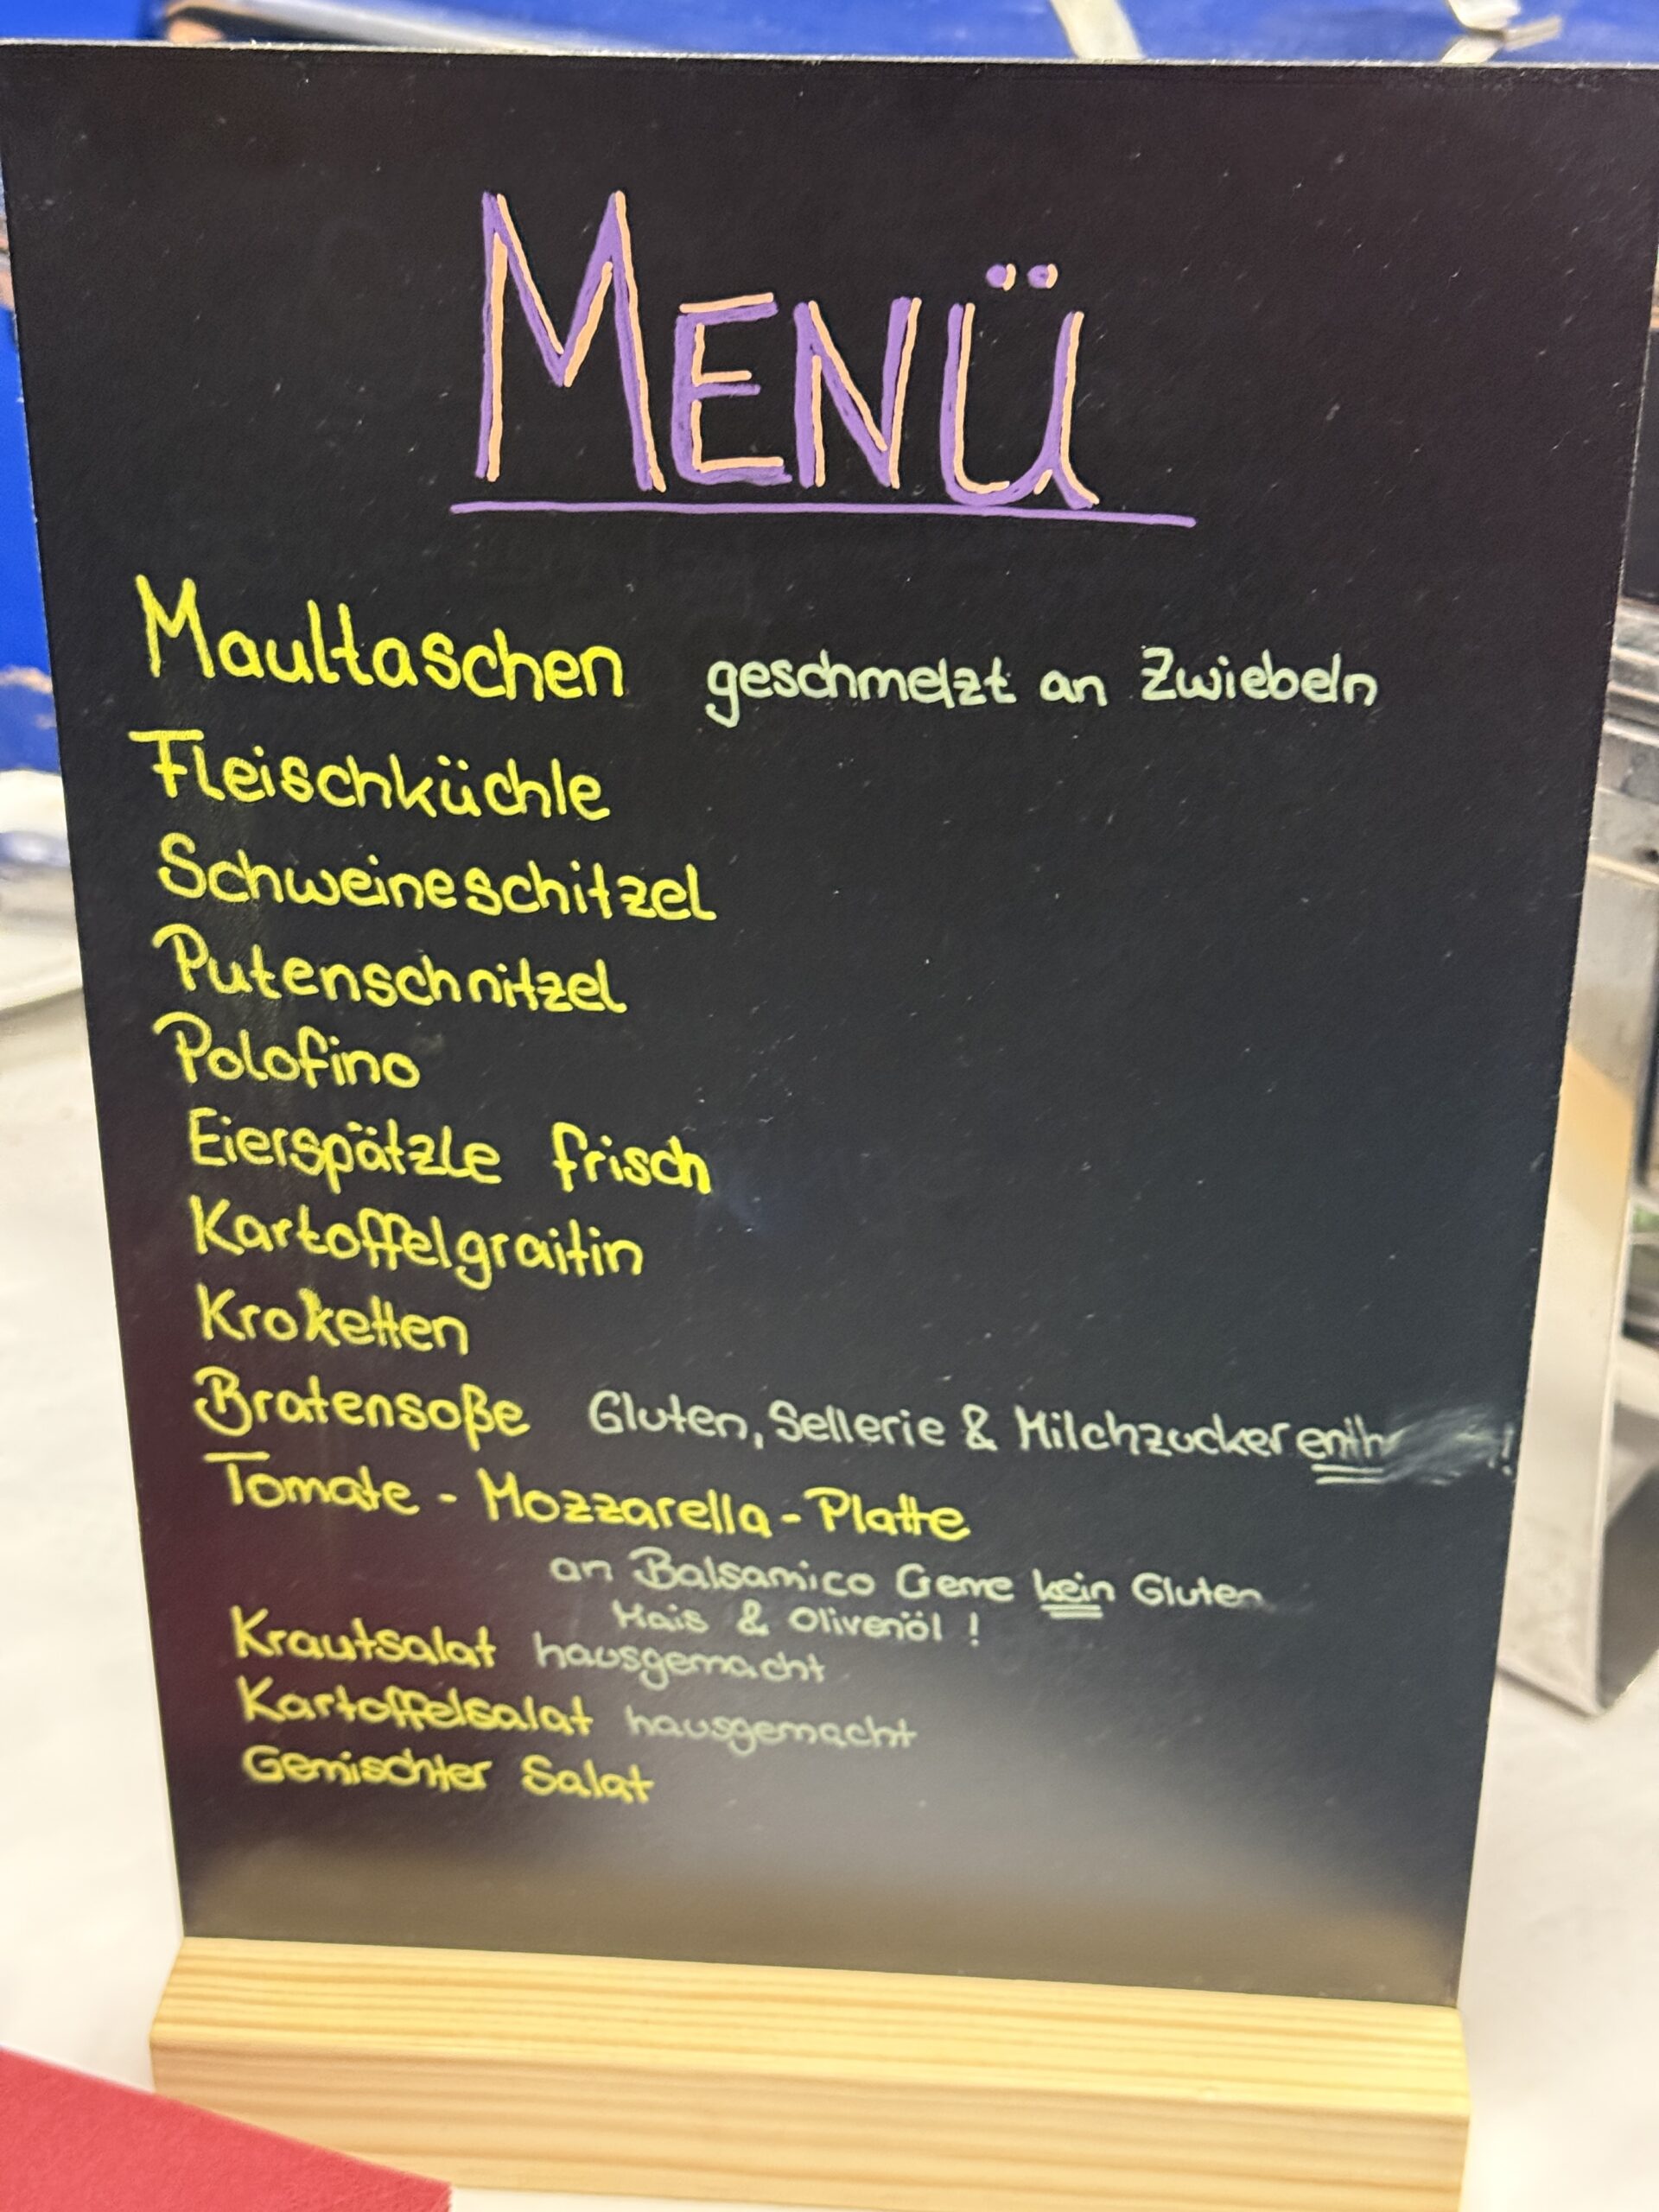 MENÜ
Maultaschen geschmelzt an Zwiebeln
Fleischküchle
Schweineschitzel
Putenschnitzel
Polofino
Eierspätzle frisch
Kartoffelgraitin
Kroketten
Bratensoße Gluten, Sellerie & Milchzucker !
Tomate - Mozzarella - Platte
an Balsamico Creme kein Gluten
Mais & Olivenöl !
Krautsalat hausgemacht
Kartoffelsalat hausgemacht
Gemischter Salat